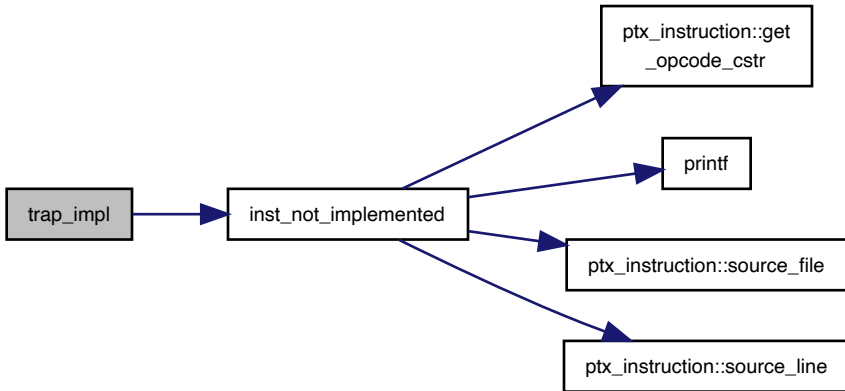 trap_impl
inst_not_implemented
ptx_instruction::get
_opcode_cstr
printf
ptx_instruction::source_file
ptx_instruction::source_line